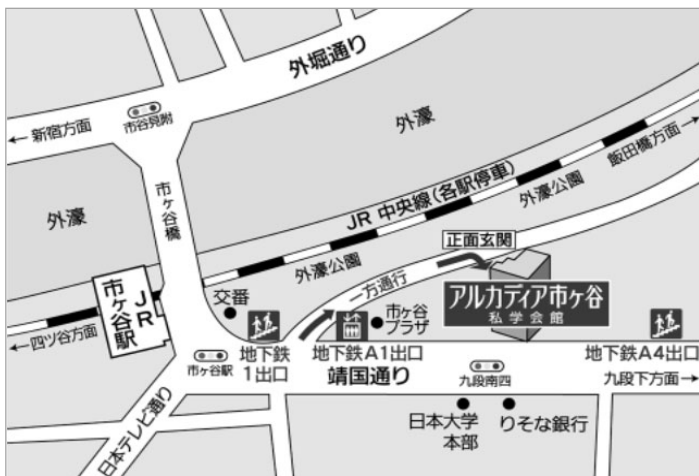 外堀通り
←新宿方面
市谷見附
外濠
飯田橋方面→
外濠
市ヶ谷橋
JR 中央線(各駅停車)
外濠公園
正面玄関
外濠公園
一方通行
アルカディア市ヶ谷
私学会館
JR
市ヶ谷駅
交番
市ヶ谷
プラザ
←四ツ谷方面
市ヶ谷駅
地下鉄
1出口
地下鉄A1出口
地下鉄A4出口
靖国通り
九段南四
九段下方面→
日本テレビ通り
日本大学
本部
りそな銀行